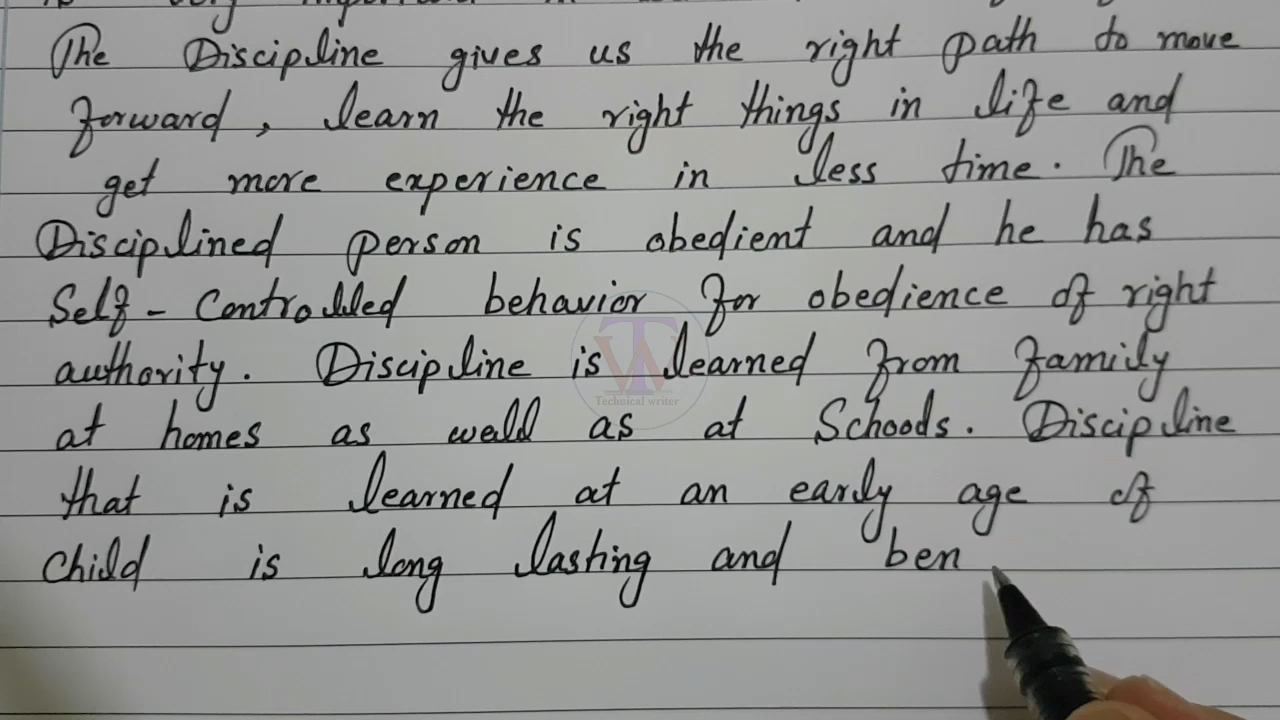 The Discipline gives us the right path to move
forward, learn the right things in life and
get more experience in less time. The
Disciplined person is obedient and he has
Self-Controlled behavior for obedience of right
authority. Discipline is learned from family
TW
Technical writer
at homes as well as at Schools. Discipline
that is learned at an early age of
child is long lasting and ben